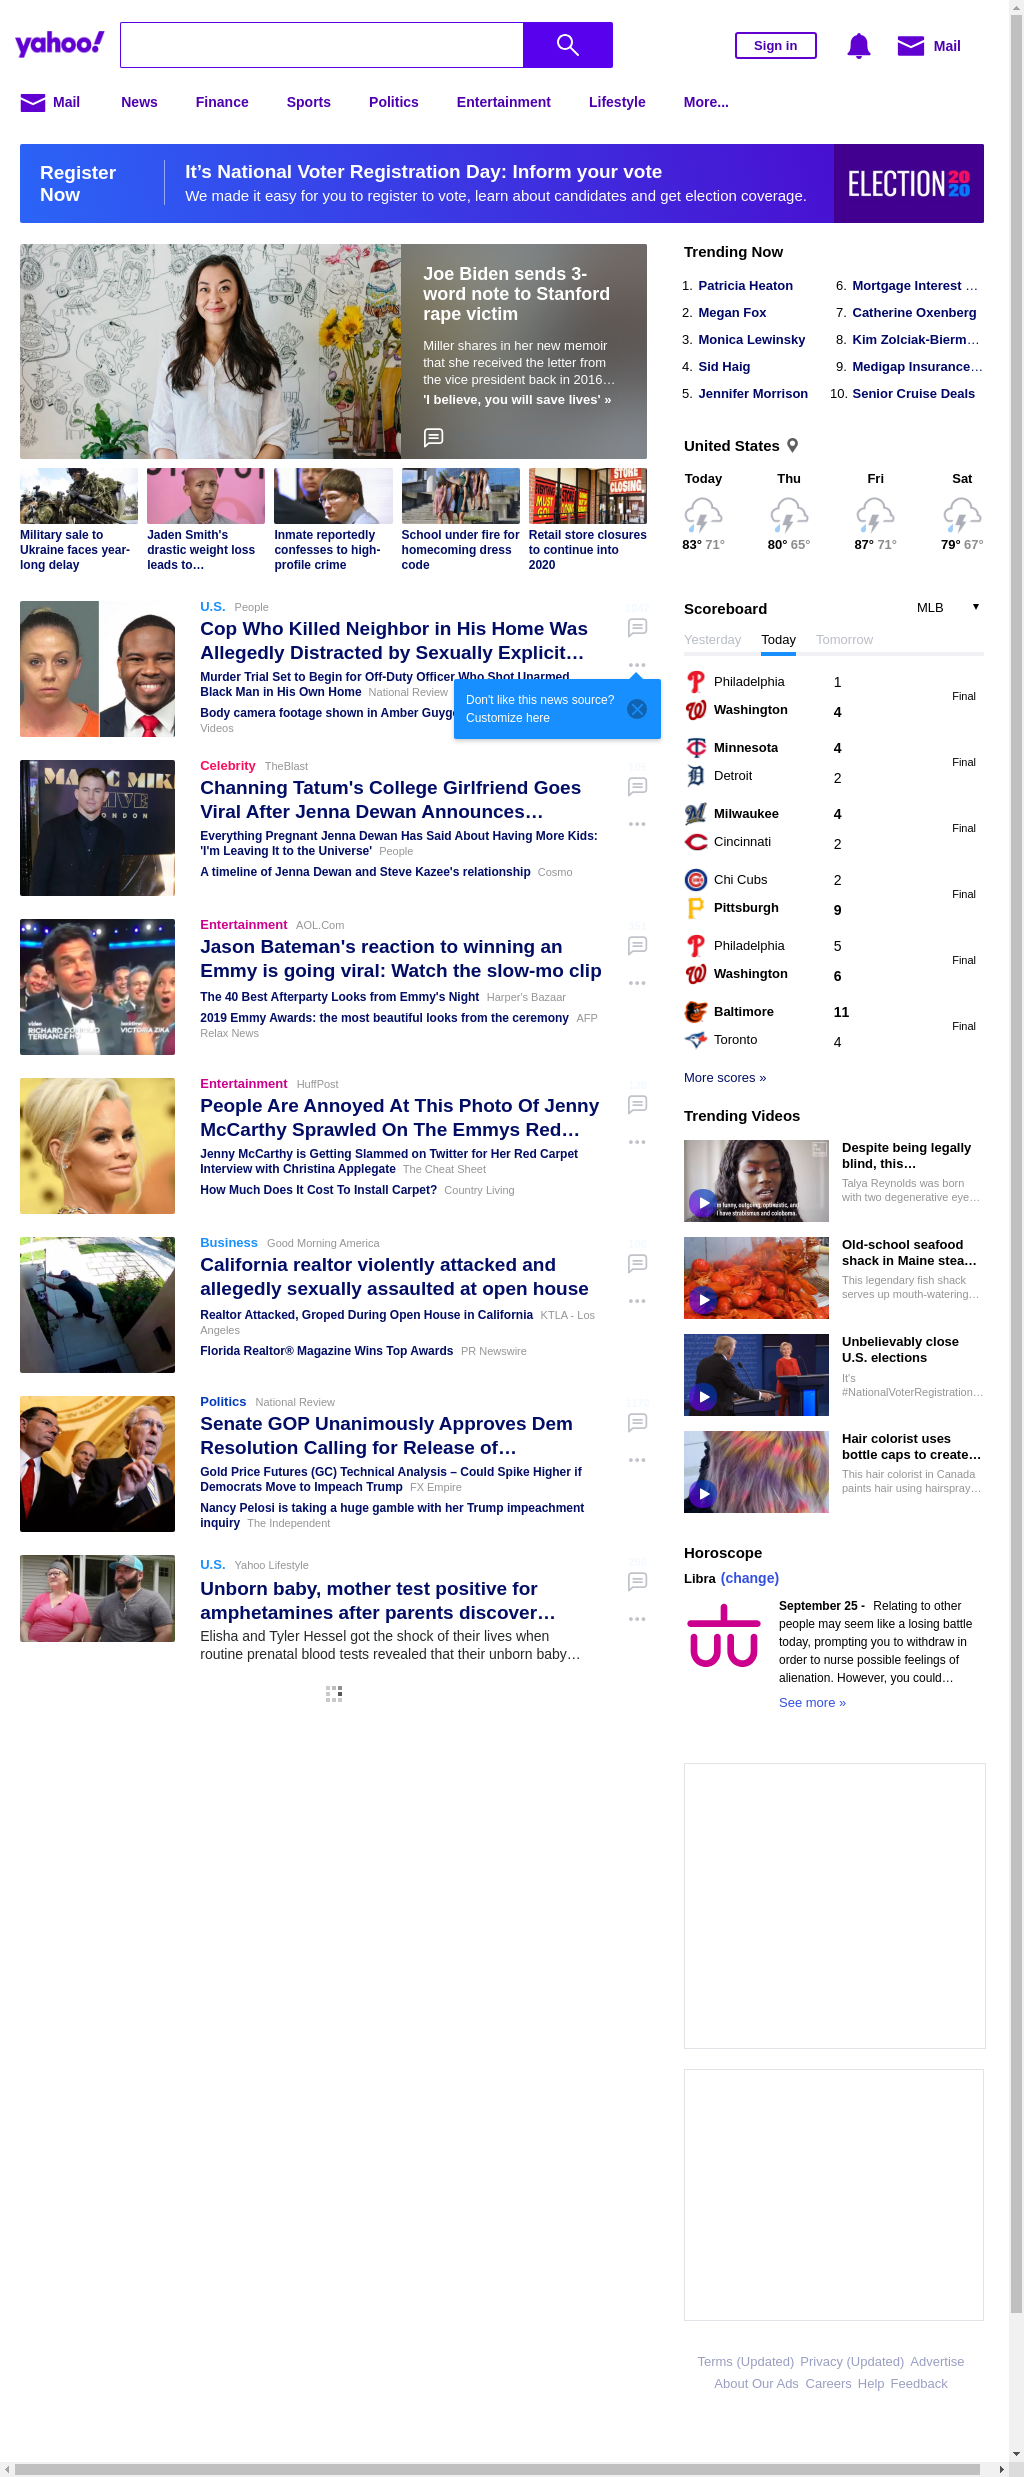 yahoo!
Sign in
Mail
Mail
News
Finance
Sports
Politics
Entertainment
Lifestyle
More...
Register
Now
It's National Voter Registration Day: Inform your vote
We made it easy for you to register to vote, learn about candidates and get election coverage.
ELECTION 2020
Joe Biden sends 3-
word note to Stanford
rape victim
Miller shares in her new memoir
that she received the letter from
the vice president back in 2016…
'I believe, you will save lives' »
Military sale to
Ukraine faces year-
long delay
Jaden Smith's
drastic weight loss
leads to…
Inmate reportedly
confesses to high-
profile crime
School under fire for
homecoming dress
code
STORE
CLOSING
Retail store closures
to continue into
2020
U.S. People
Cop Who Killed Neighbor in His Home Was
Allegedly Distracted by Sexually Explicit…
Murder Trial Set to Begin for Off-Duty Officer Who Shot Unarmed
Black Man in His Own Home National Review
Body camera footage shown in Amber Guyge
Videos
Don't like this news source?
Customize here
Celebrity TheBlast
Channing Tatum's College Girlfriend Goes
Viral After Jenna Dewan Announces…
Everything Pregnant Jenna Dewan Has Said About Having More Kids:
'I'm Leaving It to the Universe' People
A timeline of Jenna Dewan and Steve Kazee's relationship Cosmo
Entertainment AOL.Com
Jason Bateman's reaction to winning an
Emmy is going viral: Watch the slow-mo clip
The 40 Best Afterparty Looks from Emmy's Night Harper's Bazaar
2019 Emmy Awards: the most beautiful looks from the ceremony AFP
Relax News
Entertainment HuffPost
People Are Annoyed At This Photo Of Jenny
McCarthy Sprawled On The Emmys Red…
Jenny McCarthy is Getting Slammed on Twitter for Her Red Carpet
Interview with Christina Applegate The Cheat Sheet
How Much Does It Cost To Install Carpet? Country Living
Business Good Morning America
California realtor violently attacked and
allegedly sexually assaulted at open house
Realtor Attacked, Groped During Open House in California KTLA - Los
Angeles
Florida Realtor® Magazine Wins Top Awards PR Newswire
Politics National Review
Senate GOP Unanimously Approves Dem
Resolution Calling for Release of…
Gold Price Futures (GC) Technical Analysis – Could Spike Higher if
Democrats Move to Impeach Trump FX Empire
Nancy Pelosi is taking a huge gamble with her Trump impeachment
inquiry The Independent
U.S. Yahoo Lifestyle
Unborn baby, mother test positive for
amphetamines after parents discover…
Elisha and Tyler Hessel got the shock of their lives when
routine prenatal blood tests revealed that their unborn baby…
Trending Now
1. Patricia Heaton
2. Megan Fox
3. Monica Lewinsky
4. Sid Haig
5. Jennifer Morrison
6. Mortgage Interest …
7. Catherine Oxenberg
8. Kim Zolciak-Bierm…
9. Medigap Insurance…
10. Senior Cruise Deals
United States
Today Thu Fri Sat
83° 71° 80° 65° 87° 71° 79° 67°
Scoreboard
MLB
Yesterday Today Tomorrow
Philadelphia 1
Final
Washington 4
Minnesota 4
Final
Detroit 2
Milwaukee 4
Final
Cincinnati 2
Chi Cubs 2
Final
Pittsburgh 9
Philadelphia 5
Final
Washington 6
Baltimore 11
Final
Toronto 4
More scores »
Trending Videos
Despite being legally
blind, this…
Talya Reynolds was born
with two degenerative eye…
Old-school seafood
shack in Maine stea…
This legendary fish shack
serves up mouth-watering…
Unbelievably close
U.S. elections
It's
#NationalVoterRegistration…
Hair colorist uses
bottle caps to create…
This hair colorist in Canada
paints hair using hairspray…
Horoscope
Libra (change)
September 25 - Relating to other
people may seem like a losing battle
today, prompting you to withdraw in
order to nurse possible feelings of
alienation. However, you could…
See more »
Terms (Updated) Privacy (Updated) Advertise
About Our Ads Careers Help Feedback